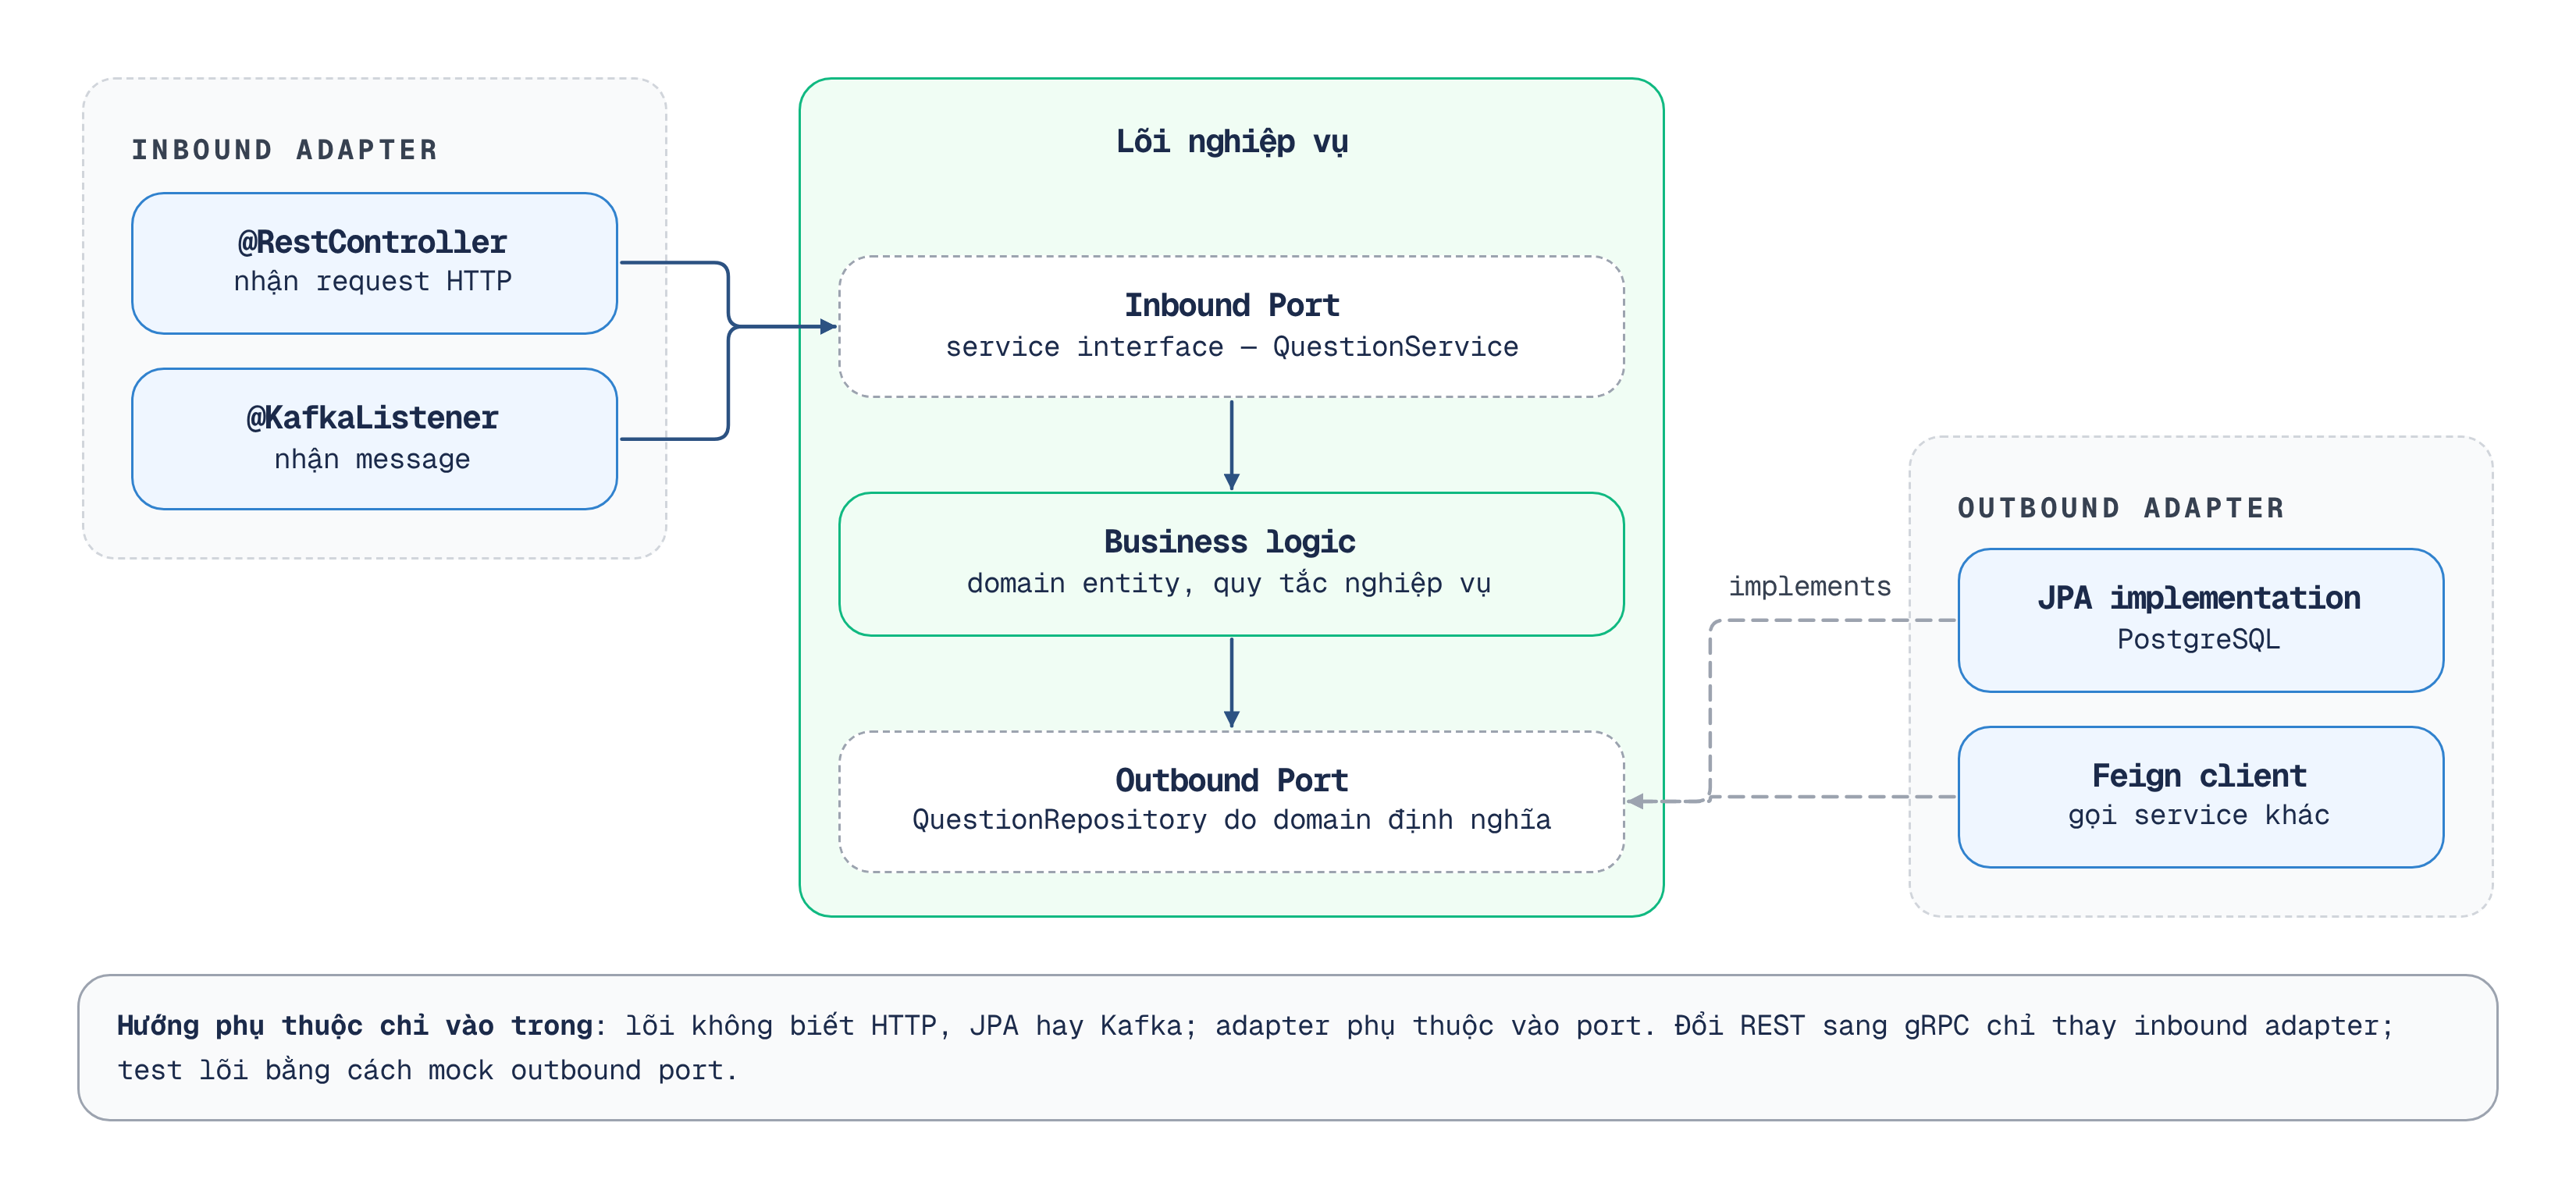 INBOUND ADAPTER
@RestController
nhận request HTTP
@KafkaListener
nhận message
Lõi nghiệp vụ
Inbound Port
service interface – QuestionService
Business logic
domain entity, quy tắc nghiệp vụ
Outbound Port
QuestionRepository do domain định nghĩa
implements
OUTBOUND ADAPTER
JPA implementation
PostgreSQL
Feign client
gọi service khác
Hướng phụ thuộc chỉ vào trong: lõi không biết HTTP, JPA hay Kafka; adapter phụ thuộc vào port. Đổi REST sang gRPC chỉ thay inbound adapter;
test lõi bằng cách mock outbound port.